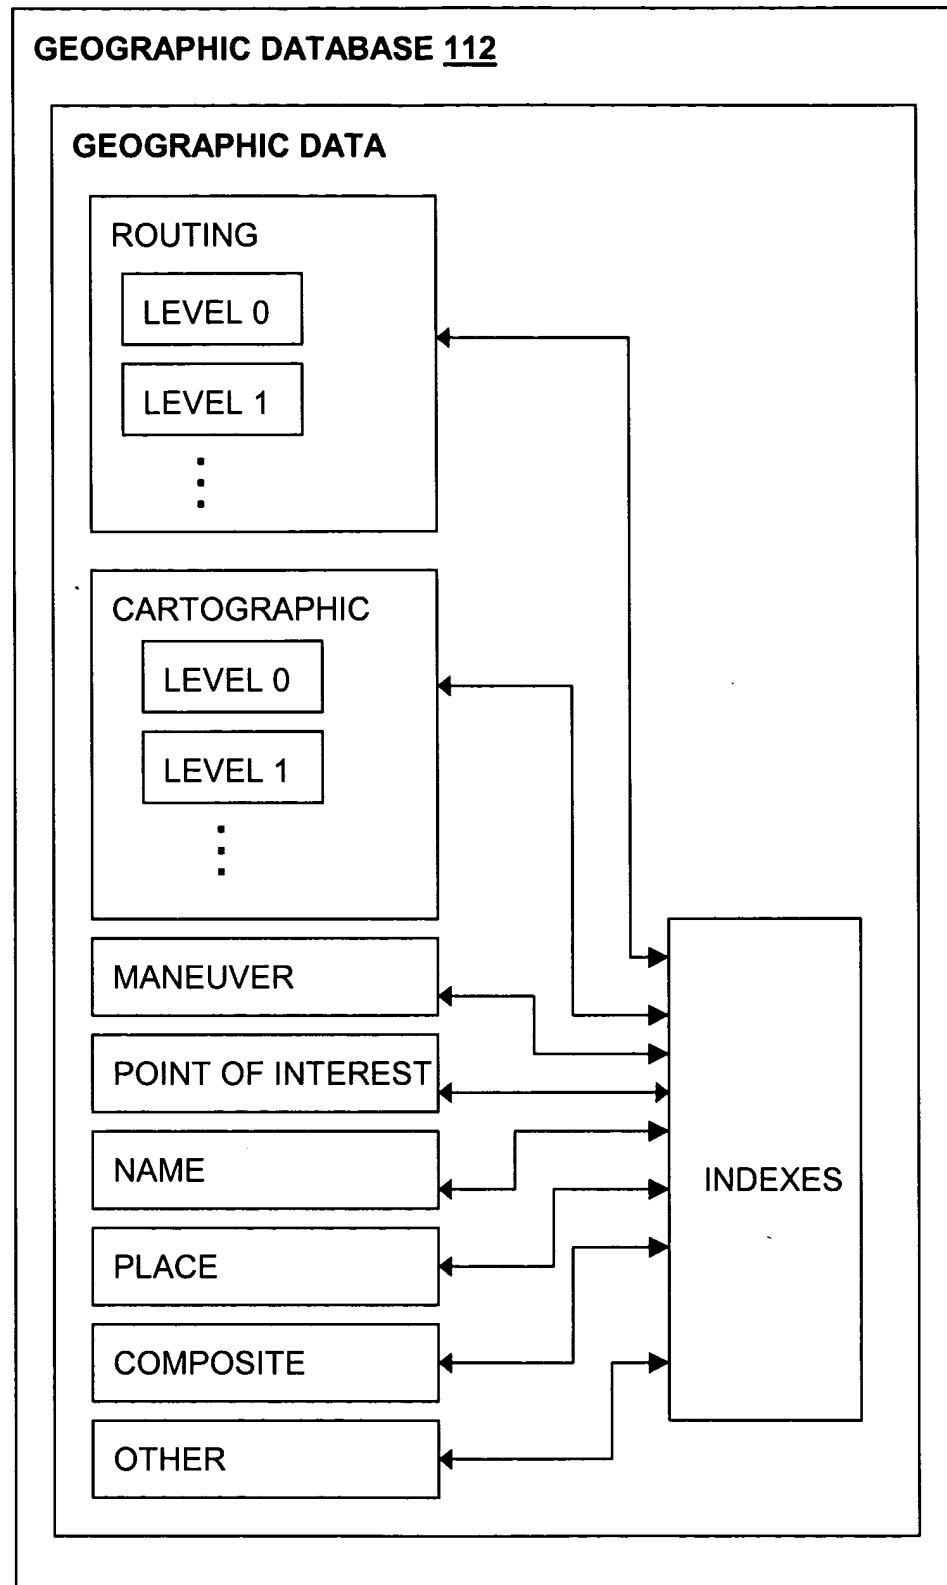 GEOGRAPHIC DATABASE 112
GEOGRAPHIC DATA
ROUTING
LEVEL 0
LEVEL 1
CARTOGRAPHIC
LEVEL 0
LEVEL 1
MANEUVER
POINT OF INTEREST
NAME
PLACE
COMPOSITE
OTHER
INDEXES